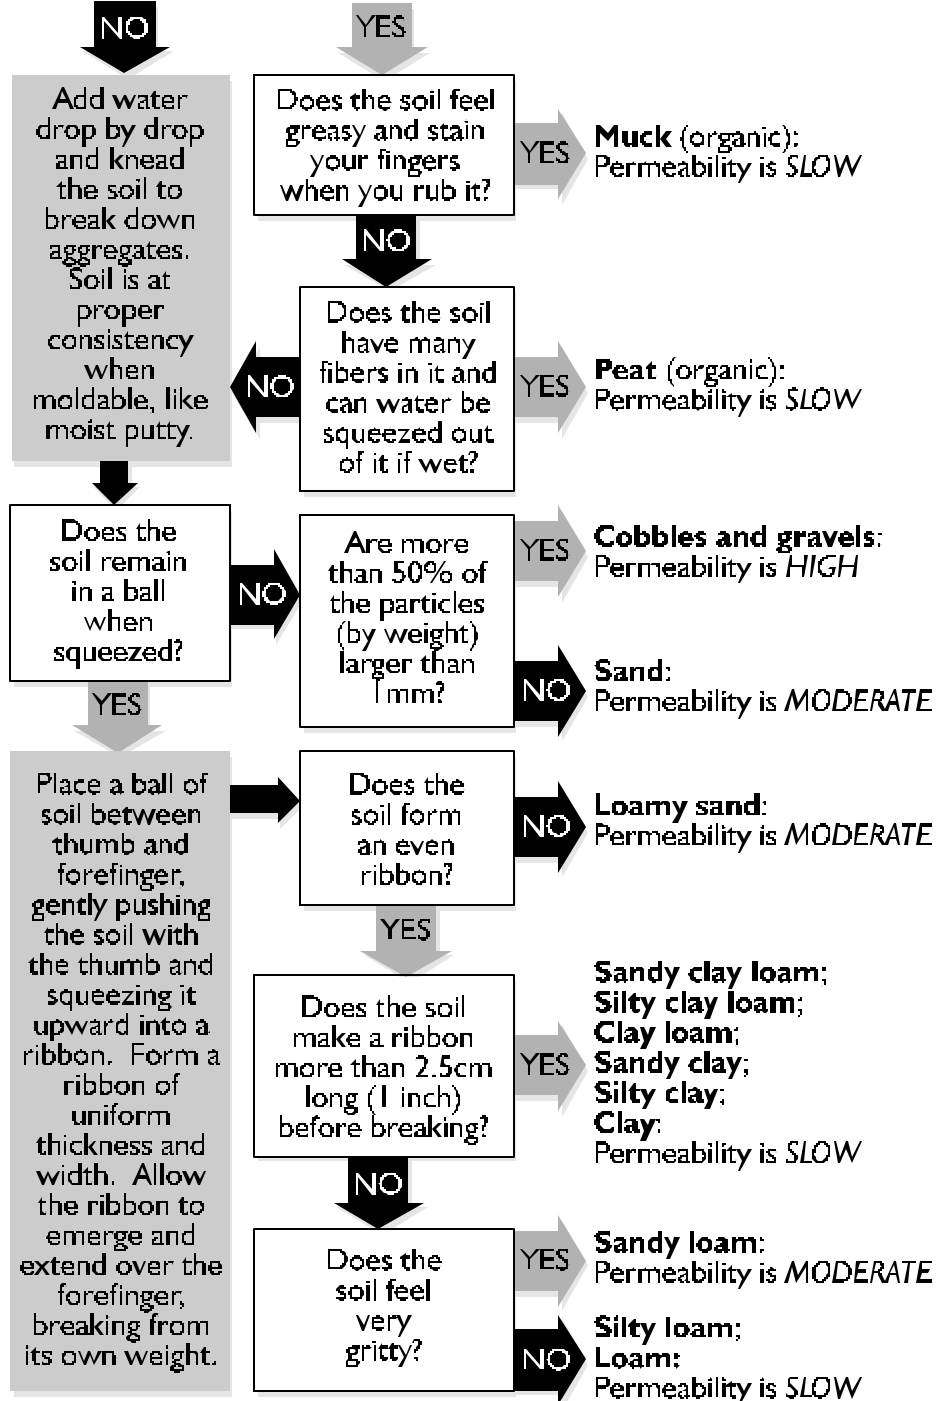 NO
YES
Add water
drop by drop
and knead
the soil to
break down
aggregates.
Soil is at
proper
consistency
when
moldable, like
moist putty.
Does the soil feel
greasy and stain
your fingers
when you rub it?
YES
Muck (organic):
Permeability is SLOW
NO
Does the soil
have many
fibers in it and
can water be
squeezed out
of it if wet?
NO
YES
Peat (organic):
Permeability is SLOW
Does the
soil remain
in a ball
when
squeezed?
NO
Are more
than 50% of
the particles
(by weight)
larger than
1mm?
YES
Cobbles and gravels:
Permeability is HIGH
NO
Sand:
Permeability is MODERATE
YES
Place a ball of
soil between
thumb and
forefinger,
gently pushing
the soil with
the thumb and
squeezing it
upward into a
ribbon. Form a
ribbon of
uniform
thickness and
width. Allow
the ribbon to
emerge and
extend over the
forefinger,
breaking from
its own weight.
Does the
soil form
an even
ribbon?
NO
Loamy sand:
Permeability is MODERATE
YES
Does the soil
make a ribbon
more than 2.5cm
long (1 inch)
before breaking?
YES
Sandy clay loam;
Silty clay loam;
Clay loam;
Sandy clay;
Silty clay;
Clay:
Permeability is SLOW
NO
Does the
soil feel
very
gritty?
YES
Sandy loam:
Permeability is MODERATE
NO
Silty loam;
Loam:
Permeability is SLOW